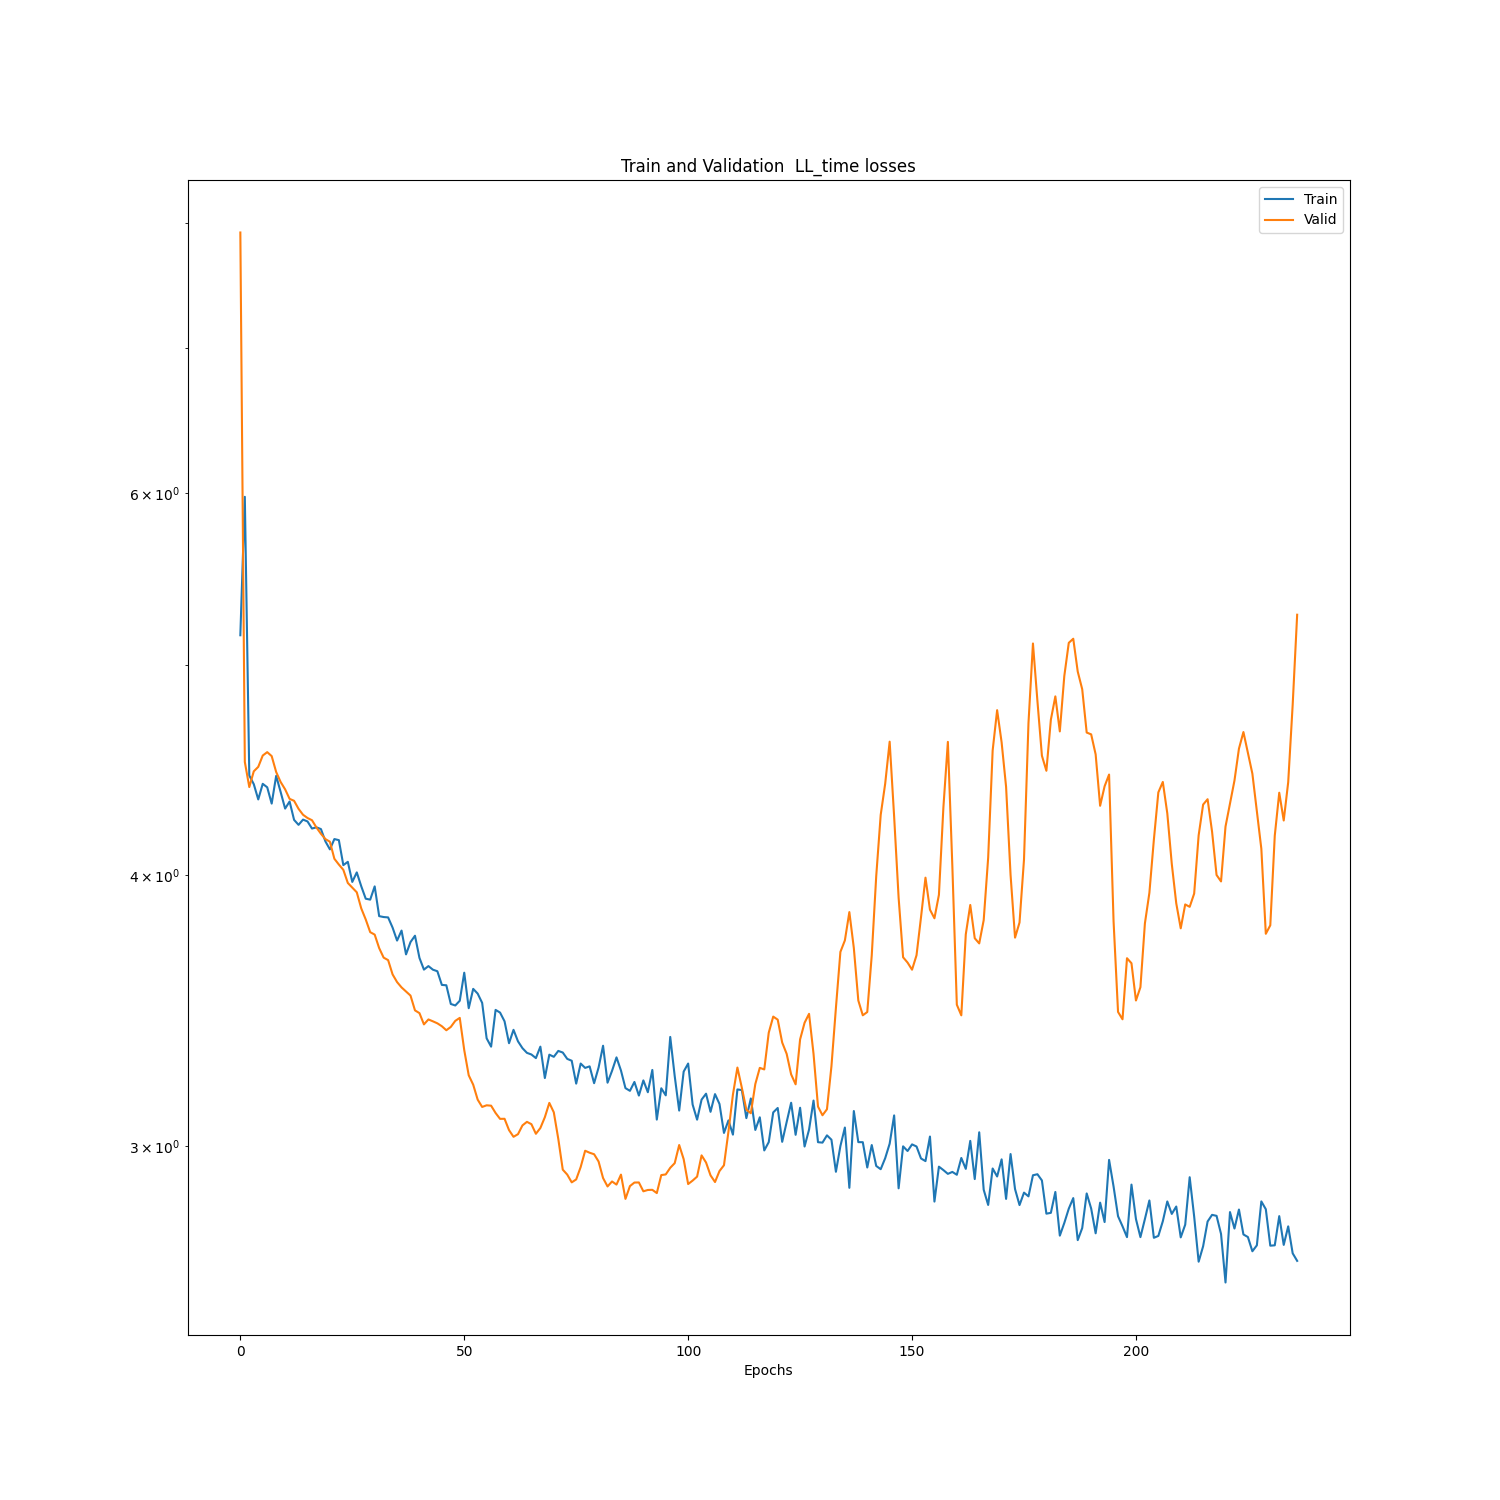 Train and Validation  LL_time losses
Train
Valid
6 × 10⁰
4 × 10⁰
3 × 10⁰
0 50 100 150 200
Epochs